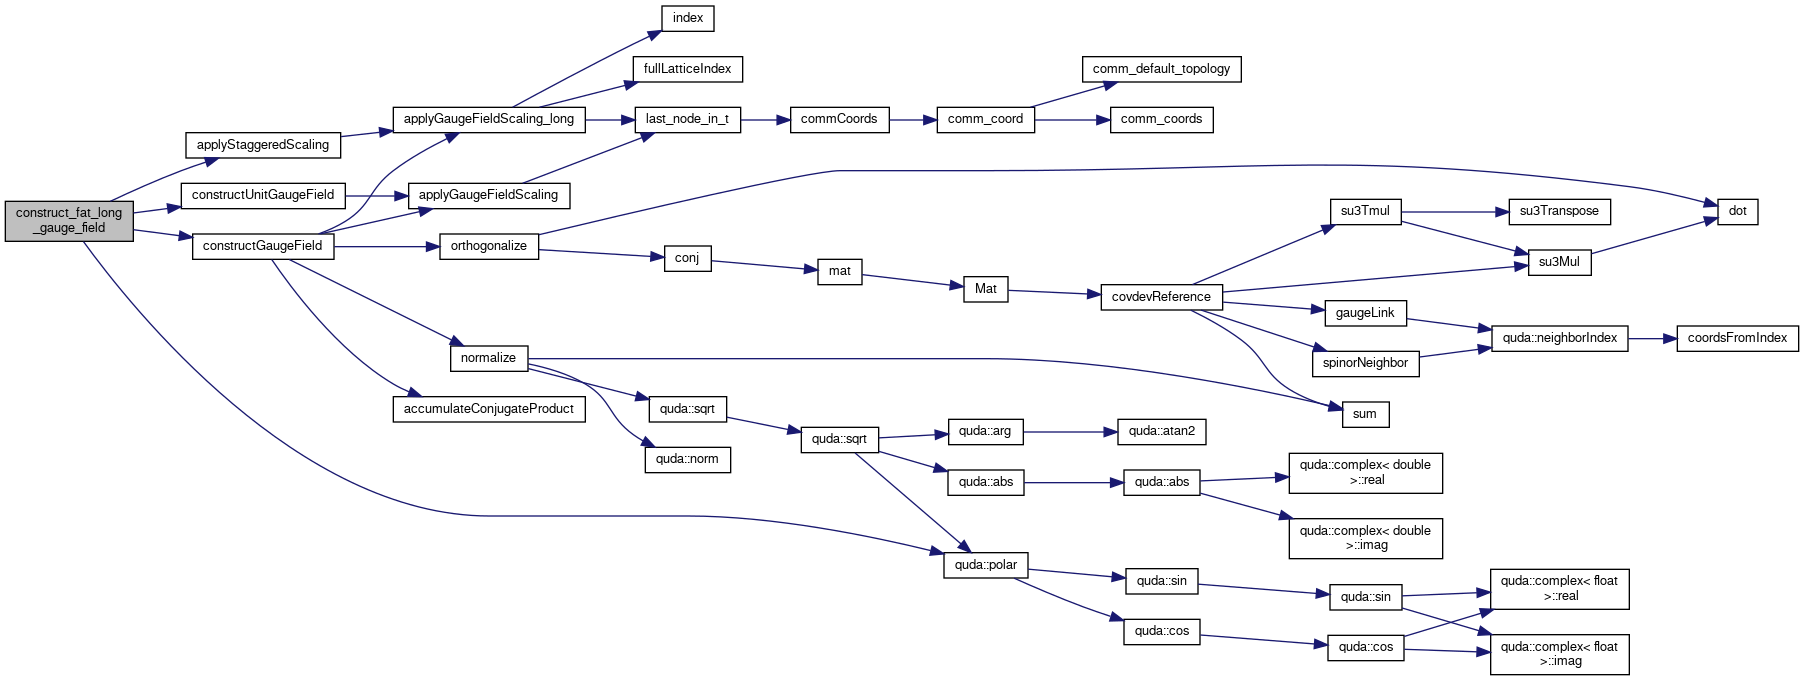 index
fullLatticeIndex
comm_default_topology
applyGaugeFieldScaling_long
last_node_in_t
commCoords
comm_coord
comm_coords
applyStaggeredScaling
constructUnitGaugeField
applyGaugeFieldScaling
construct_fat_long
_gauge_field
constructGaugeField
orthogonalize
conj
mat
Mat
covdevReference
su3Tmul
su3Transpose
dot
su3Mul
gaugeLink
quda::neighborIndex
coordsFromIndex
spinorNeighbor
normalize
accumulateConjugateProduct
sum
quda::sqrt
quda::norm
quda::sqrt
quda::arg
quda::atan2
quda::abs
quda::abs
quda::complex< double
>::real
quda::complex< double
>::imag
quda::polar
quda::sin
quda::sin
quda::complex< float
>::real
quda::cos
quda::cos
quda::complex< float
>::imag